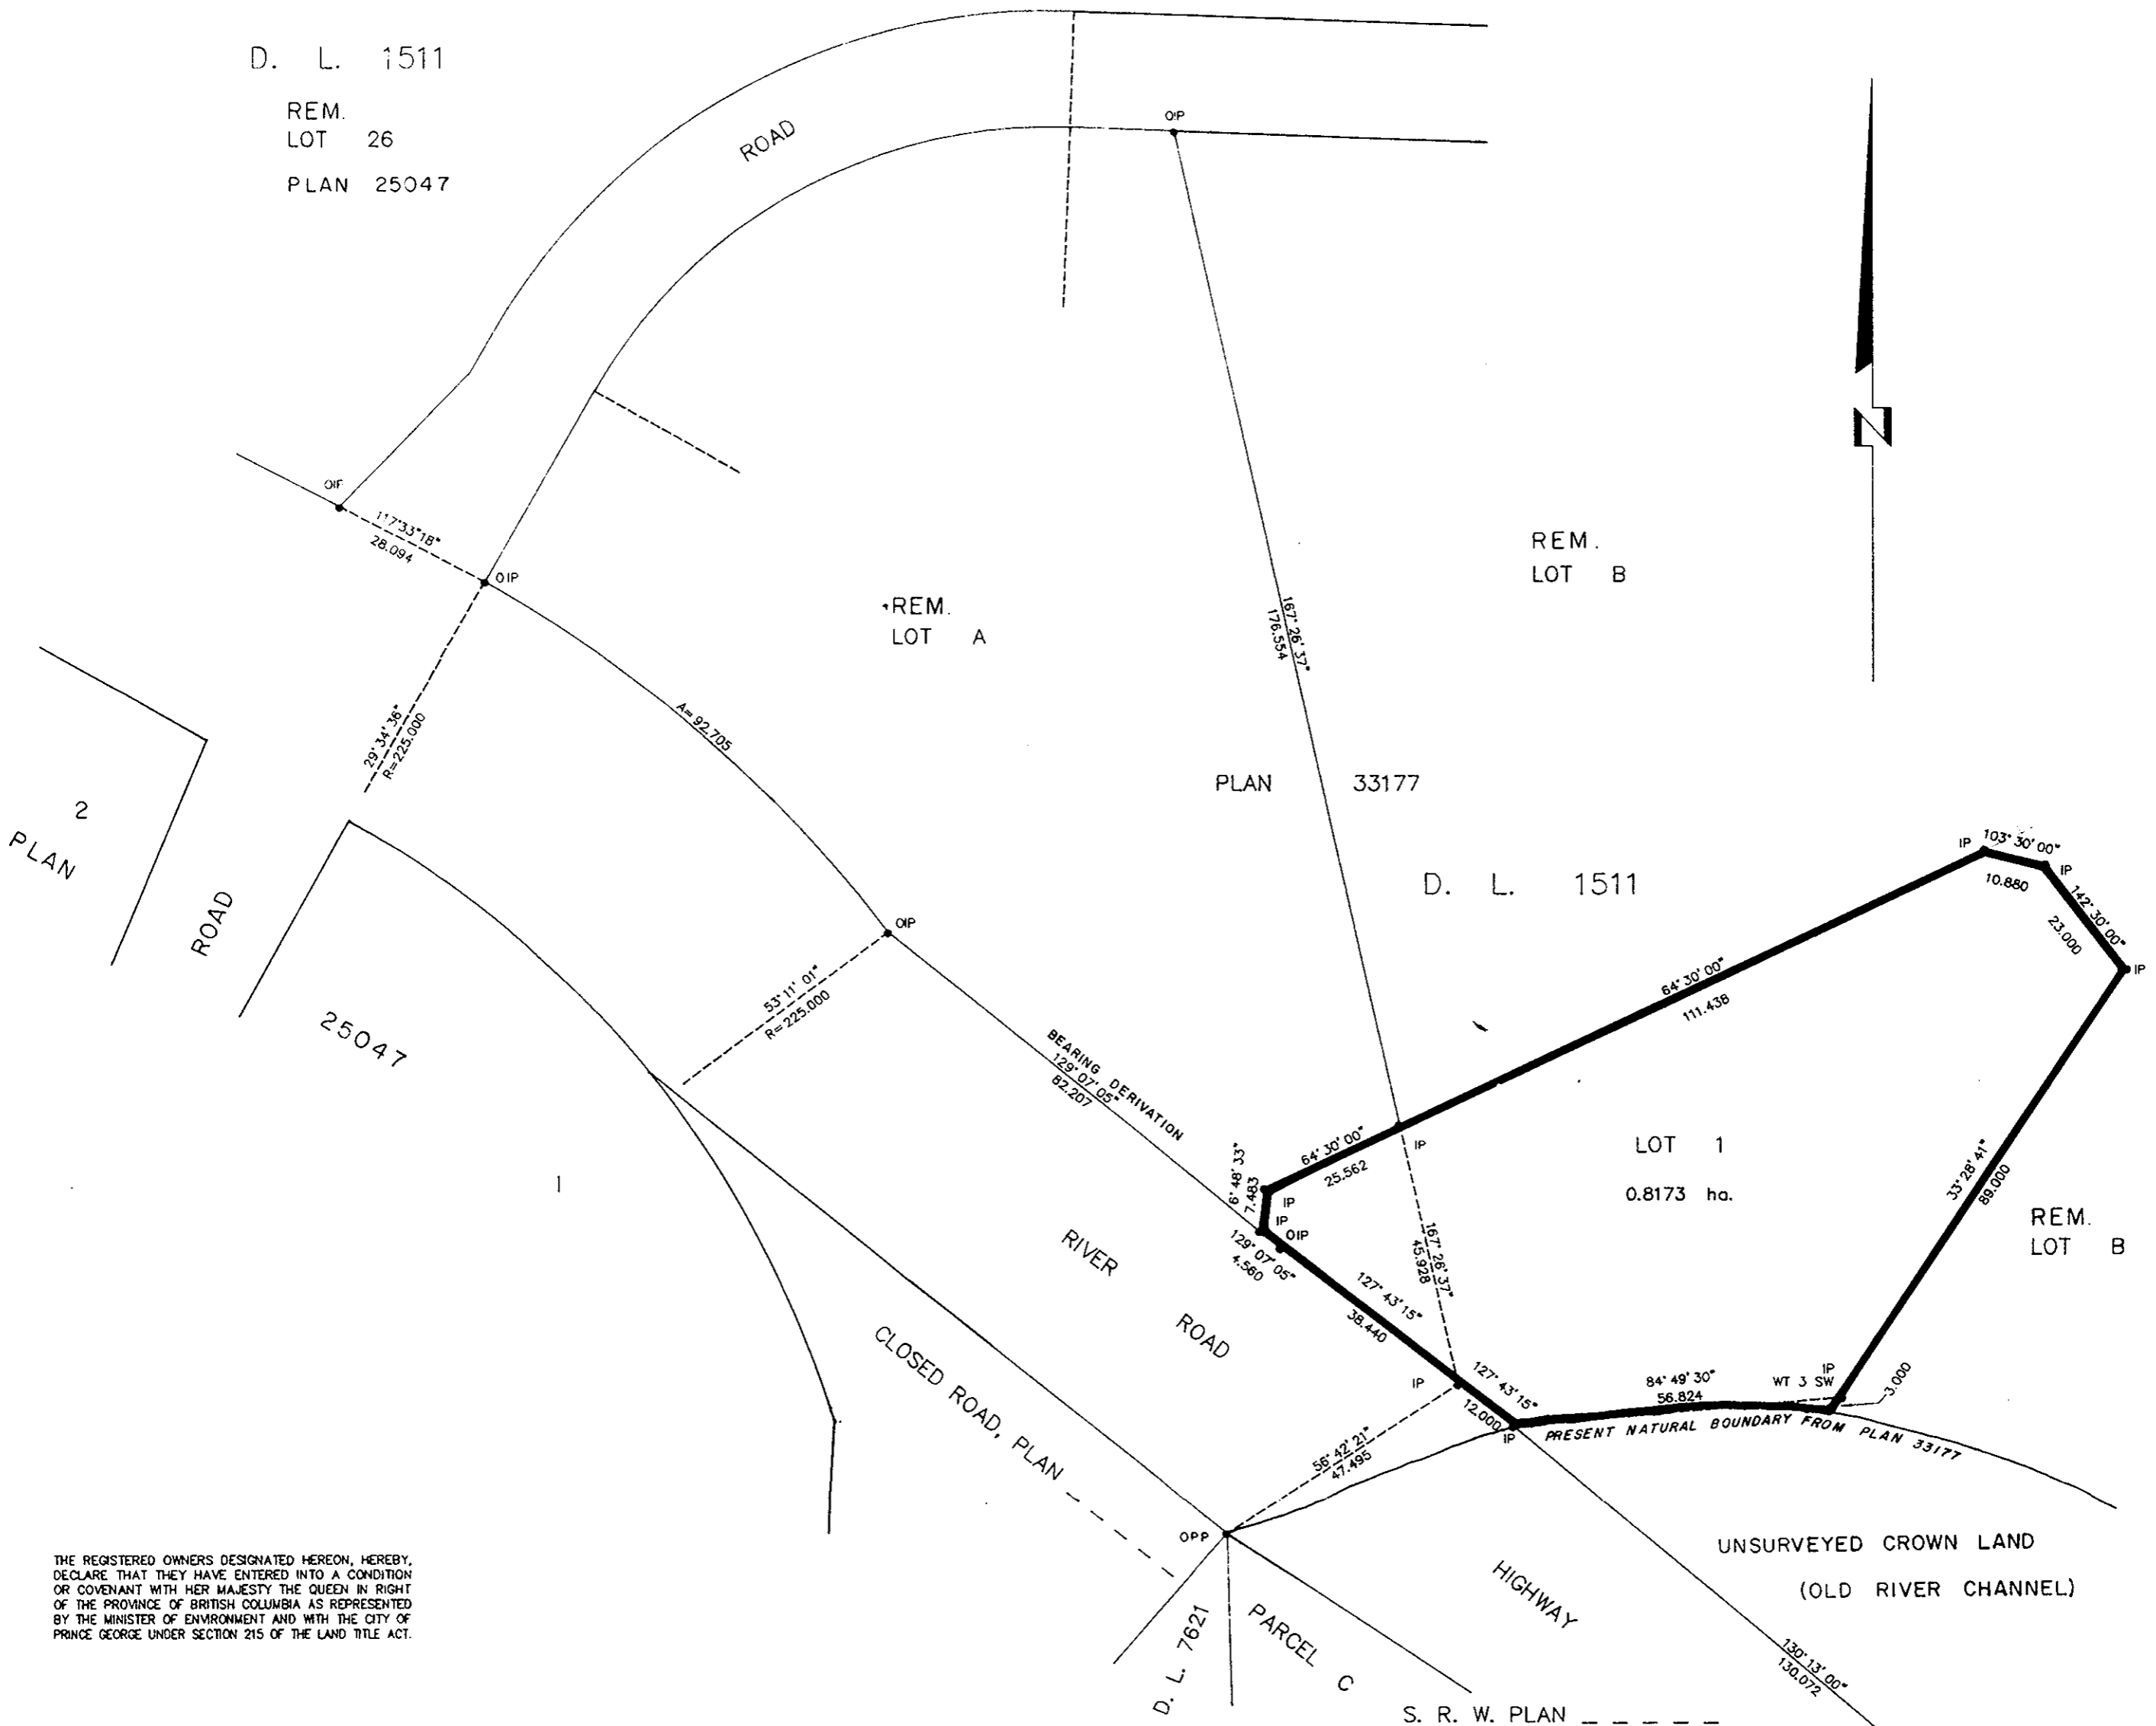 D. L. 1511
REM.
LOT 26
PLAN 25047
ROAD
OIP
N
OIP
117°33'18"
28.094
OIP
REM.
LOT B
REM.
LOT A
167° 26' 37"
176.554
29° 34' 36"
R=225.000
A=92.705
PLAN 33177
2
PLAN
ROAD
25047
OIP
53° 11' 01"
R=225.000
D. L. 1511
IP
103° 30' 00"
10.880
IP
142° 30' 00"
23.000
IP
64° 30' 00"
111.438
BEARING DERIVATION
129° 07' 05"
82.207
64° 30' 00"
25.562
IP
6° 48' 33"
7.483
IP
IP
OIP
129° 07' 05"
4.560
LOT 1
0.8173 ha.
33° 28' 41"
89.000
REM.
LOT B
1
RIVER
ROAD
167° 26' 37"
45.928
127° 43' 15"
38.440
IP
127° 43' 15"
12.000
IP
84° 49' 30"
56.824
IP
WT 3 SW
3.000
PRESENT NATURAL BOUNDARY FROM PLAN 33177
CLOSED ROAD, PLAN _ _ _ _ _
56° 42' 21"
47.495
OPP
UNSURVEYED CROWN LAND
(OLD RIVER CHANNEL)
HIGHWAY
D. L. 7621
PARCEL C
130° 13' 00"
130.072
S. R. W. PLAN _ _ _ _ _
THE REGISTERED OWNERS DESIGNATED HEREON, HEREBY,
DECLARE THAT THEY HAVE ENTERED INTO A CONDITION
OR COVENANT WITH HER MAJESTY THE QUEEN IN RIGHT
OF THE PROVINCE OF BRITISH COLUMBIA AS REPRESENTED
BY THE MINISTER OF ENVIRONMENT AND WITH THE CITY OF
PRINCE GEORGE UNDER SECTION 215 OF THE LAND TITLE ACT.